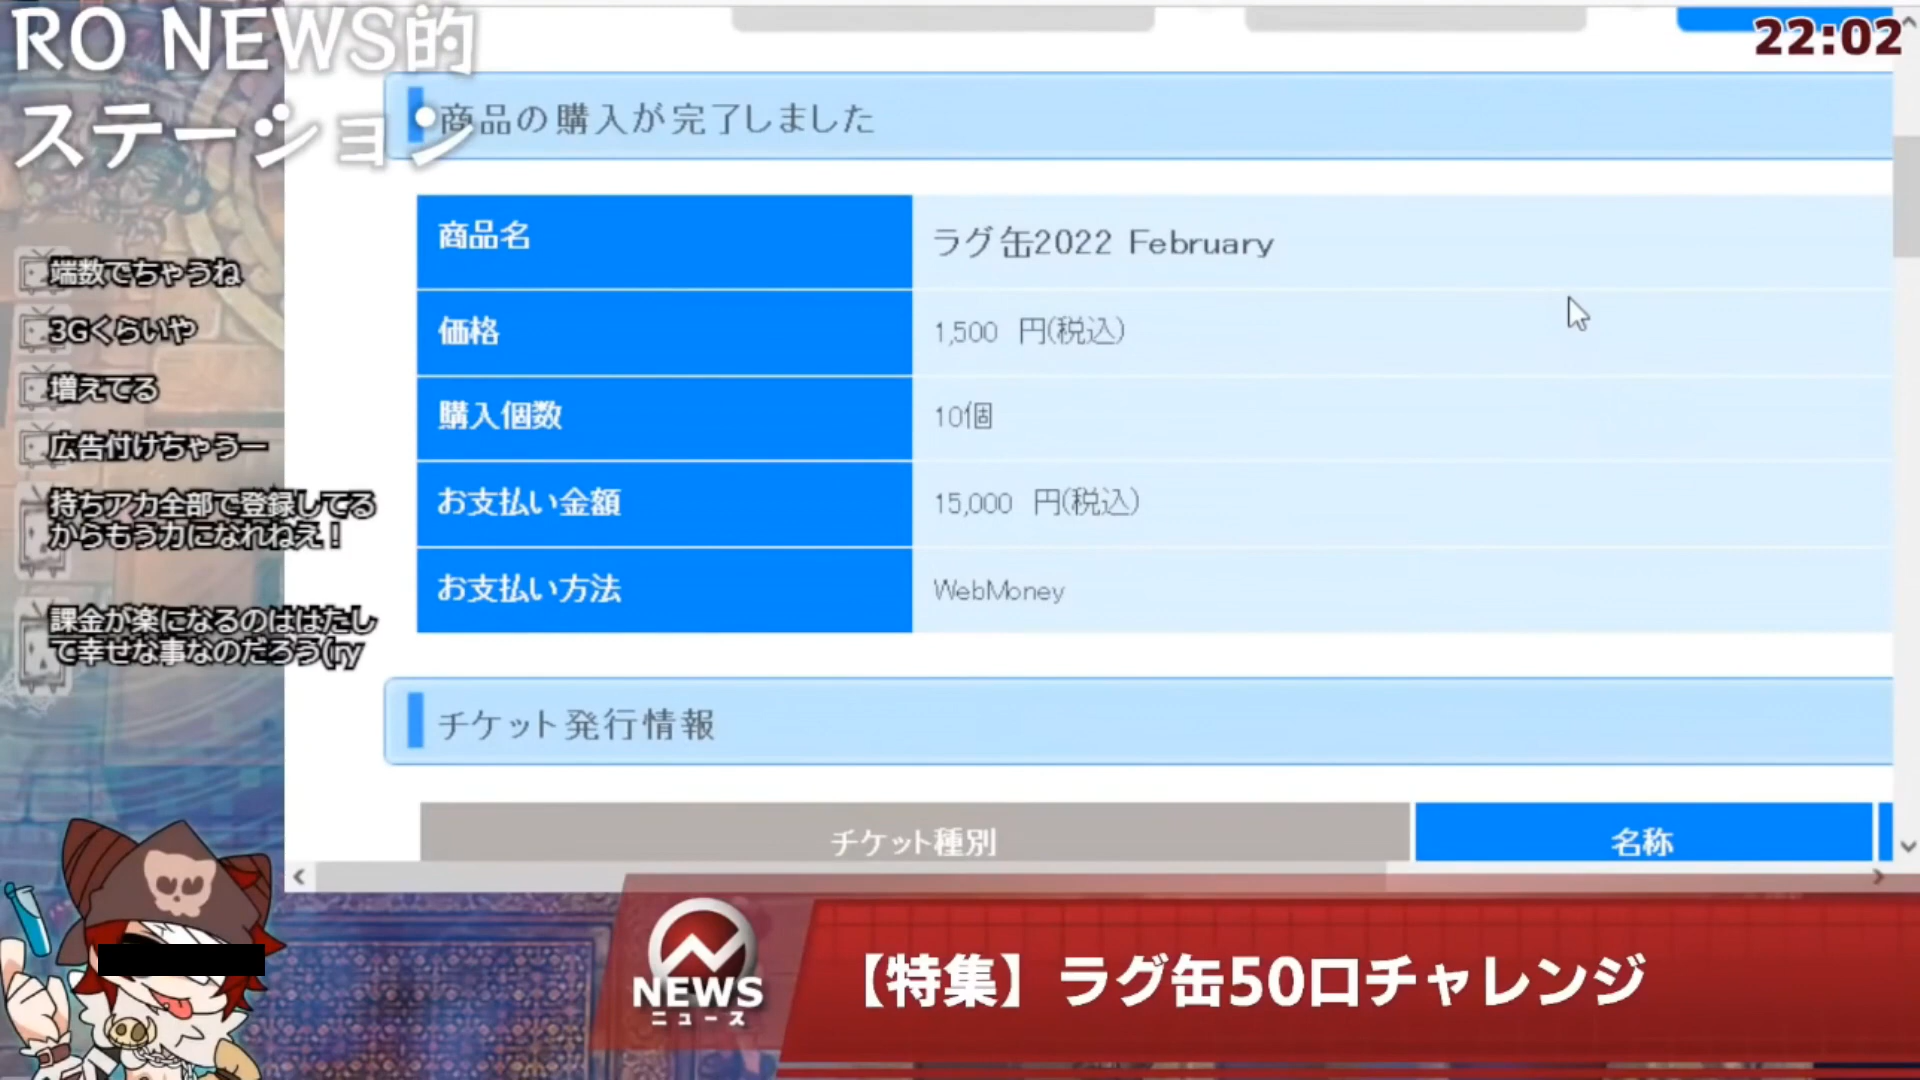 RO NEWS的
ステーション
22:02
商品の購入が完了しました
商品名 ラグ缶2022 February
価格 1,500 円(税込)
購入個数 10個
お支払い金額 15,000 円(税込)
お支払い方法 WebMoney
チケット発行情報
チケット種別 名称
端数でちゃうね
3Gくらいや
増えてる
広告付けちゃうー
持ちアカ全部で登録してる
からもう力になれねえ！
課金が楽になるのははたし
て幸せな事なのだろう(ry
NEWS
ニュース
【特集】ラグ缶50口チャレンジ